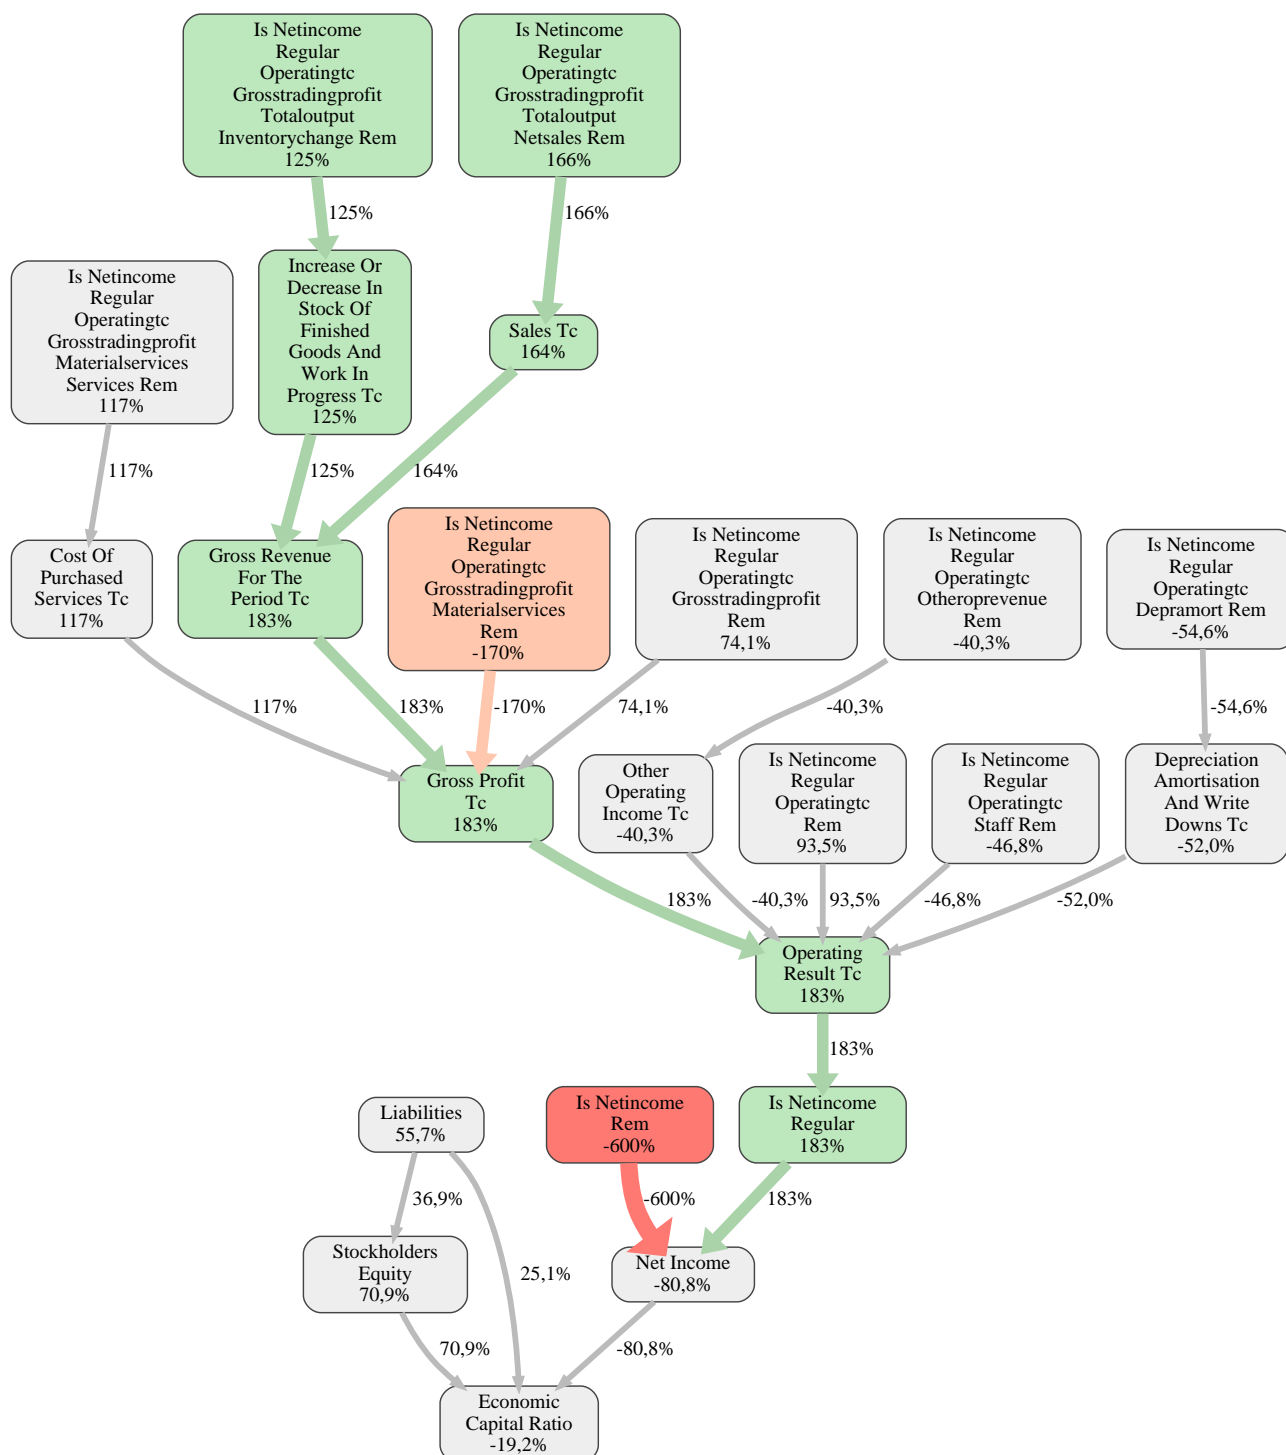 Is Netincome
Regular
Operatingtc
Grosstradingprofit
Totaloutput
Inventorychange Rem
125%
Is Netincome
Regular
Operatingtc
Grosstradingprofit
Totaloutput
Netsales Rem
166%
125%
166%
Is Netincome
Regular
Operatingtc
Grosstradingprofit
Materialservices
Services Rem
117%
Increase Or
Decrease In
Stock Of
Finished
Goods And
Work In
Progress Tc
125%
Sales Tc
164%
117%
125%
164%
Cost Of
Purchased
Services Tc
117%
Gross Revenue
For The
Period Tc
183%
Is Netincome
Regular
Operatingtc
Grosstradingprofit
Materialservices
Rem
-170%
Is Netincome
Regular
Operatingtc
Grosstradingprofit
Rem
74,1%
Is Netincome
Regular
Operatingtc
Otheroprevenue
Rem
-40,3%
Is Netincome
Regular
Operatingtc
Depramort Rem
-54,6%
117%
183%
-170%
74,1%
-40,3%
-54,6%
Gross Profit
Tc
183%
Other
Operating
Income Tc
-40,3%
Is Netincome
Regular
Operatingtc
Rem
93,5%
Is Netincome
Regular
Operatingtc
Staff Rem
-46,8%
Depreciation
Amortisation
And Write
Downs Tc
-52,0%
183%
-40,3%
93,5%
-46,8%
-52,0%
Operating
Result Tc
183%
183%
Liabilities
55,7%
Is Netincome
Rem
-600%
Is Netincome
Regular
183%
36,9%
-600%
183%
Stockholders
Equity
70,9%
25,1%
Net Income
-80,8%
70,9%
-80,8%
Economic
Capital Ratio
-19,2%